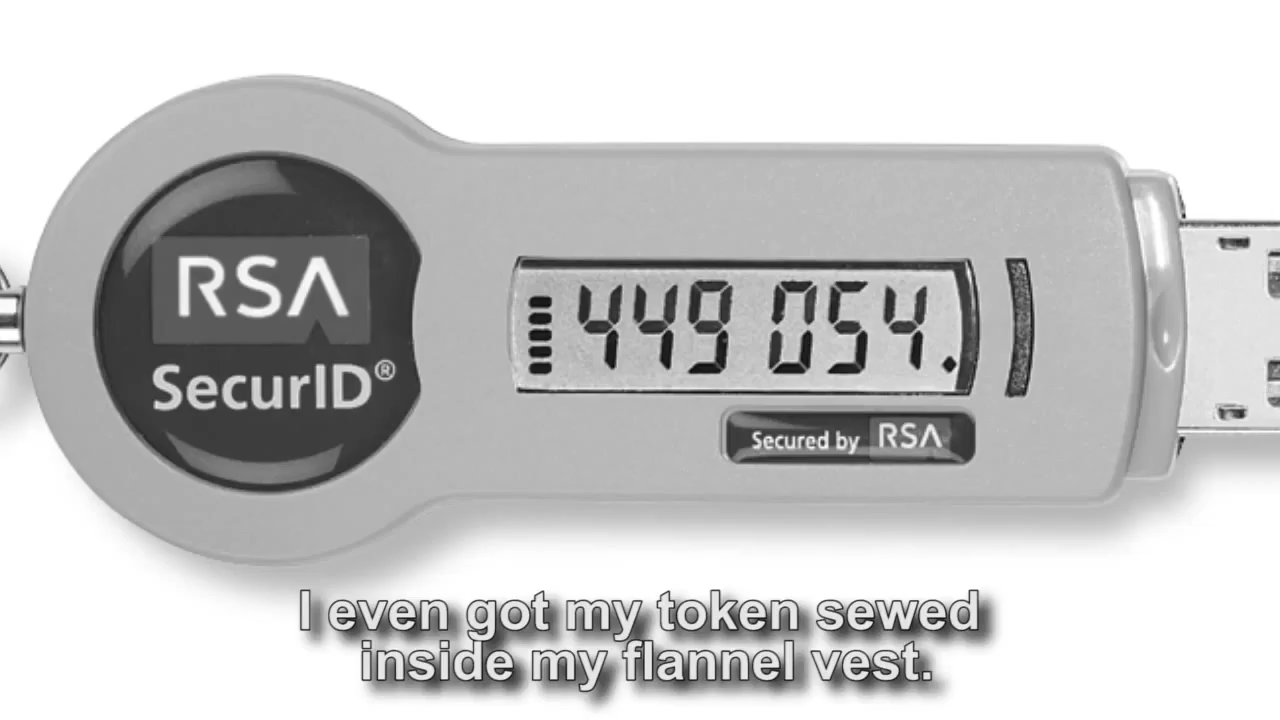 RSA
SecurID®
449 054.
Secured by RSA
I even got my token sewed
inside my flannel vest.